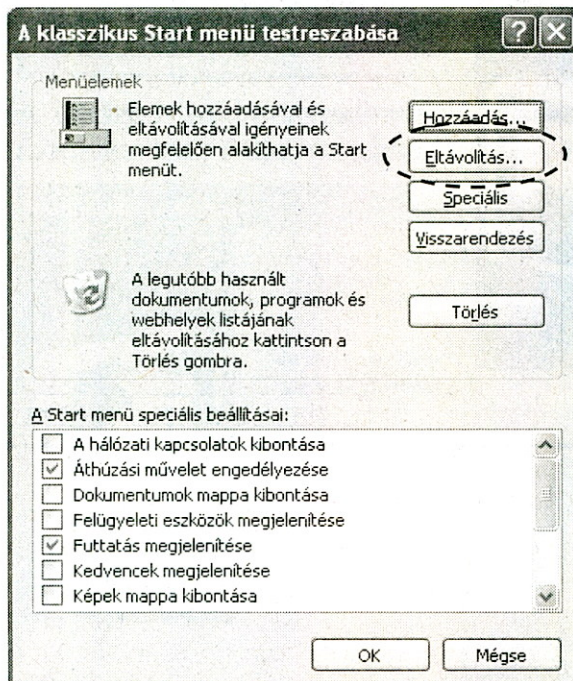 A klasszikus Start menü testreszabása
Menüelemek
Elemek hozzáadásával és
eltávolításával igényeinek
megfelelően alakíthatja a Start
menüt.
Hozzáadás...
Eltávolítás...
Speciális
Visszarendezés
A legutóbb használt
dokumentumok, programok és
webhelyek listájának
eltávolításához kattintson a
Törlés gombra.
Törlés
A Start menü speciális beállításai:
A hálózati kapcsolatok kibontása
Áthúzási művelet engedélyezése
Dokumentumok mappa kibontása
Felügyeleti eszközök megjelenítése
Futtatás megjelenítése
Kedvencek megjelenítése
Képek mappa kibontása
OK
Mégse